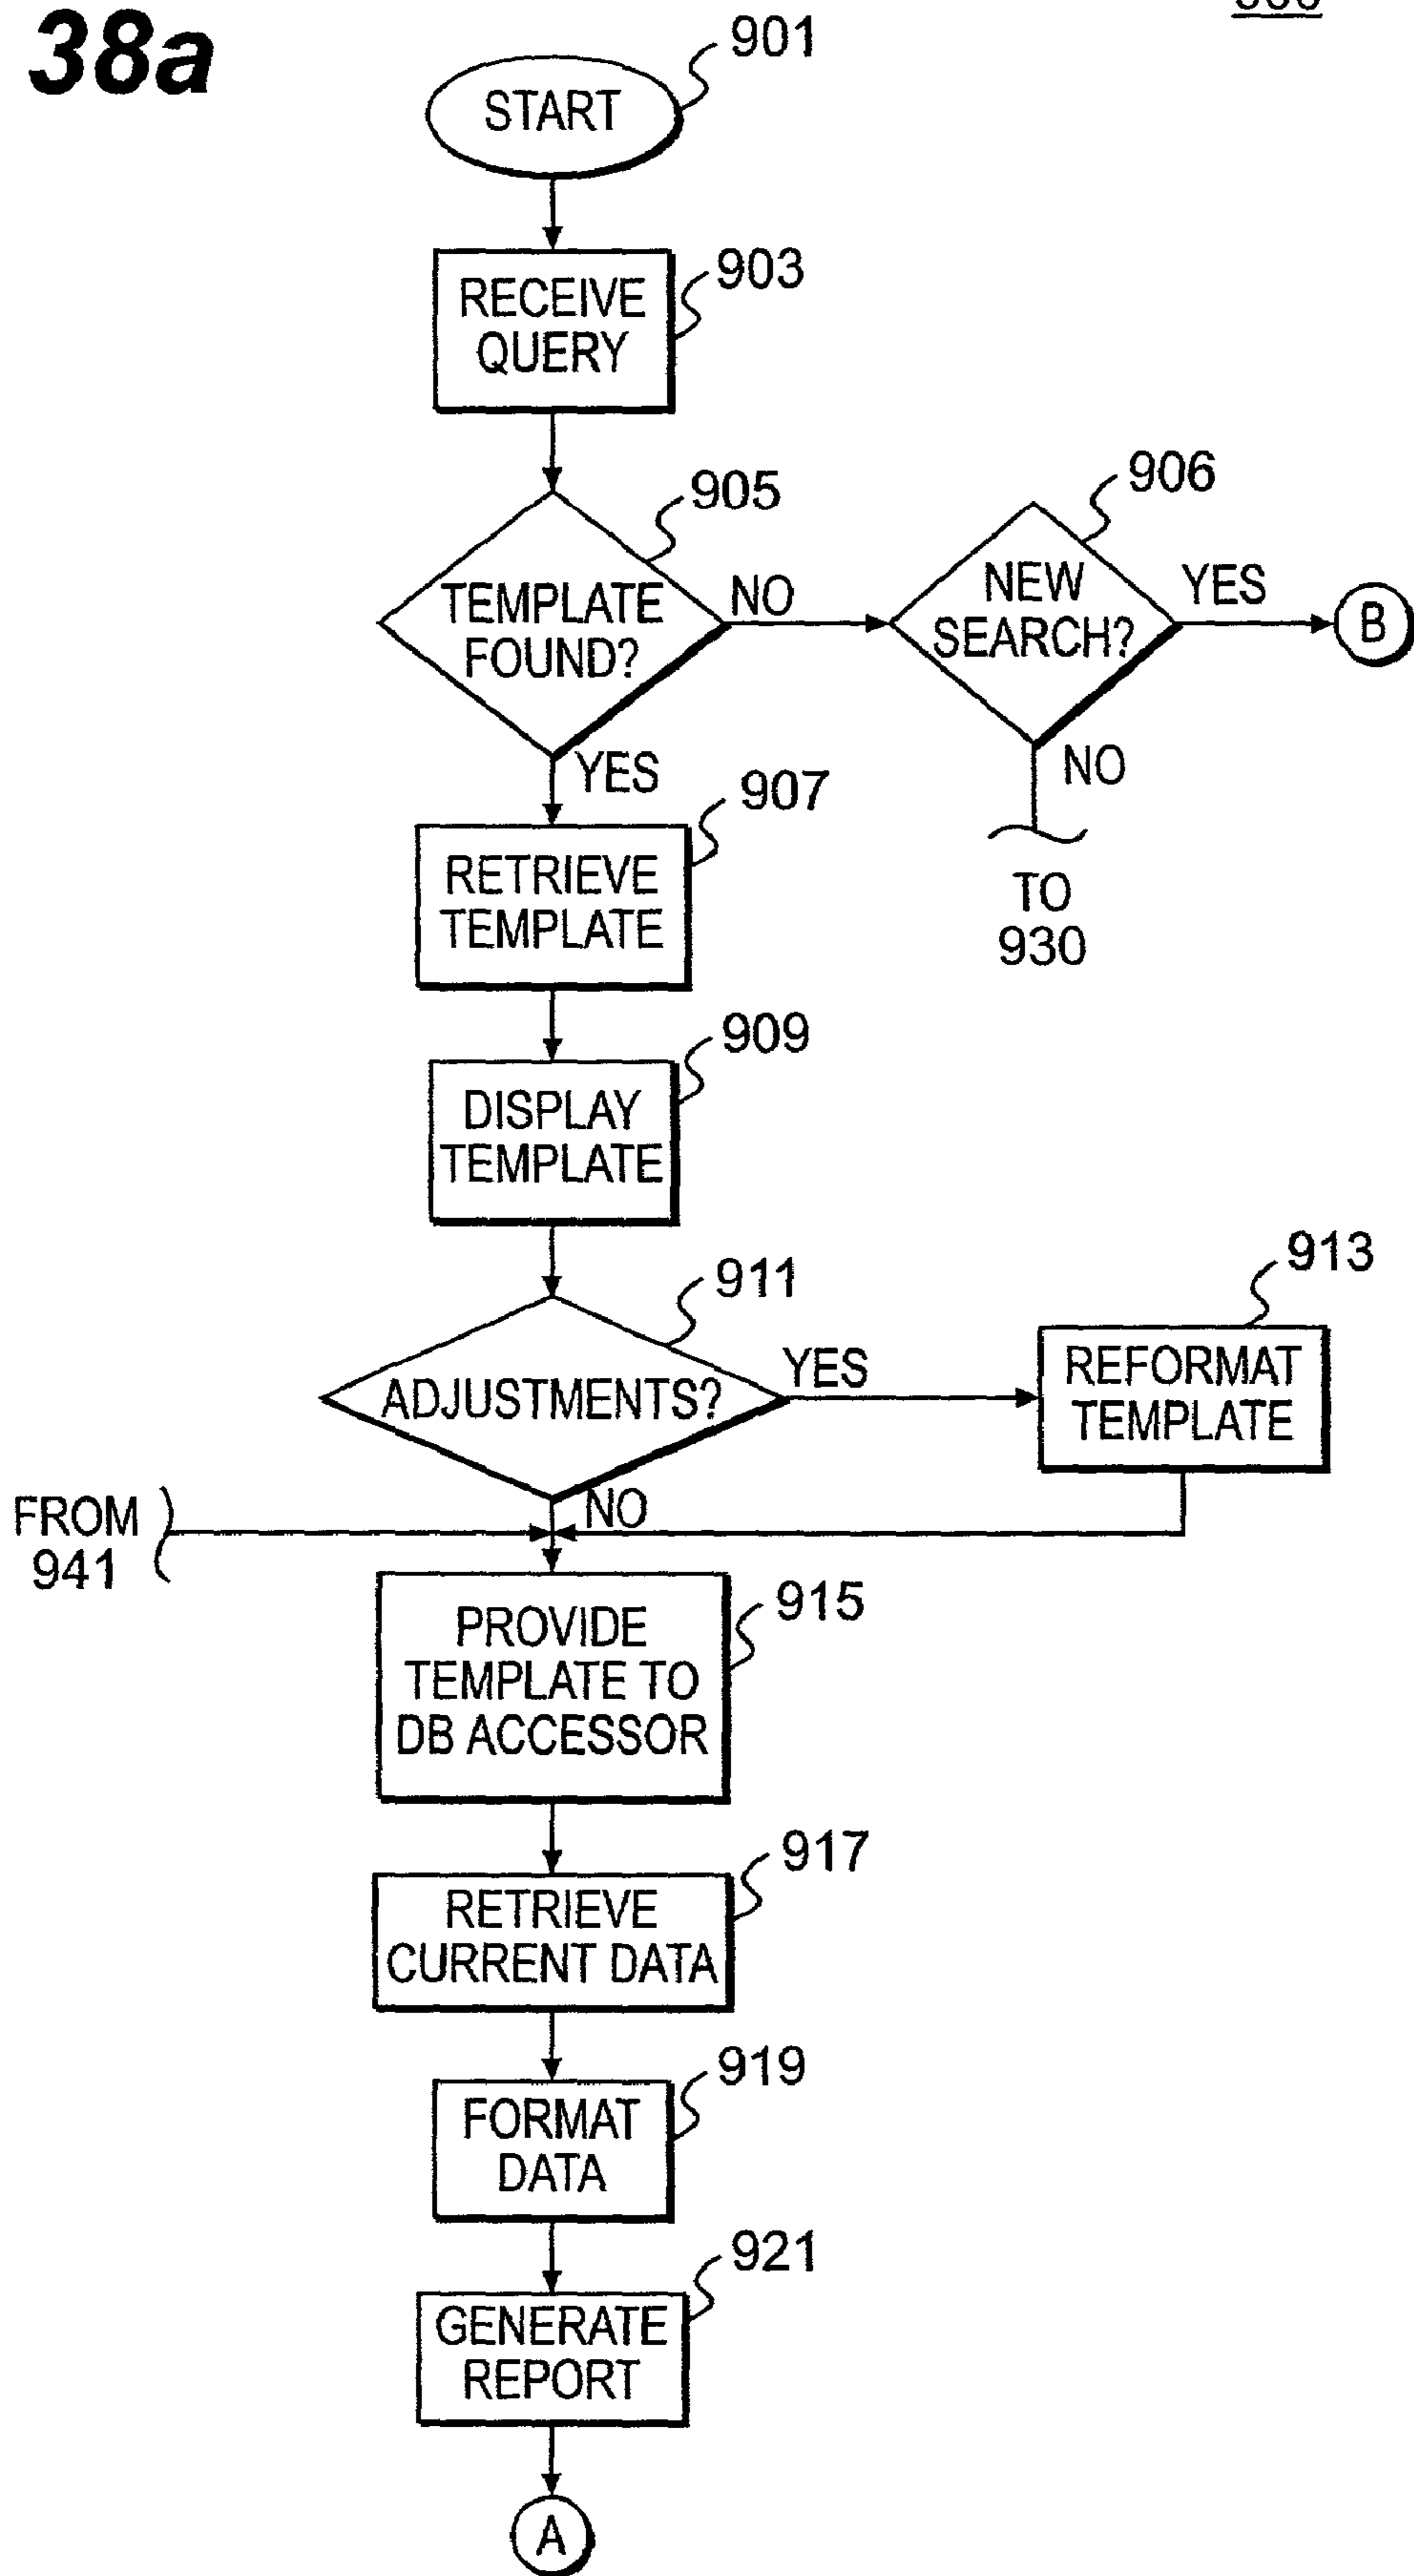 38a
901
START
903
RECEIVE
QUERY
905
906
TEMPLATE
FOUND?
NO
NEW
SEARCH?
YES
B
YES
NO
907
RETRIEVE
TEMPLATE
TO
930
909
DISPLAY
TEMPLATE
911
913
ADJUSTMENTS?
YES
REFORMAT
TEMPLATE
NO
FROM
941
915
PROVIDE
TEMPLATE TO
DB ACCESSOR
917
RETRIEVE
CURRENT DATA
919
FORMAT
DATA
921
GENERATE
REPORT
A